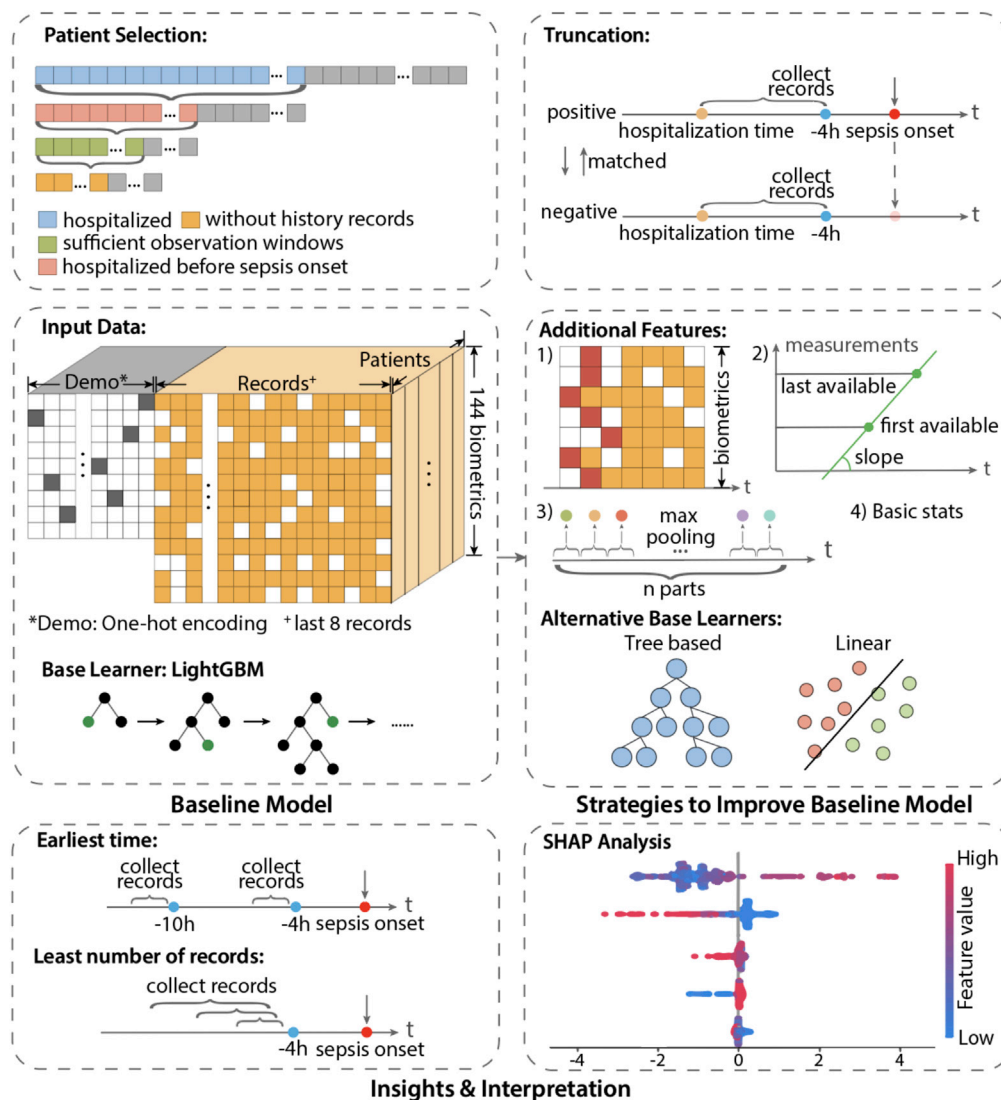 Patient Selection:
...
...
...
...
...
...
...
...
hospitalized
without history records
sufficient observation windows
hospitalized before sepsis onset
Truncation:
collect
records
positive
t
hospitalization time
-4h
sepsis onset
matched
collect
records
negative
t
hospitalization time
-4h
Input Data:
Patients
Demo*
Records+
144 biometrics
*Demo: One-hot encoding
+ last 8 records
Base Learner: LightGBM
......
Baseline Model
Additional Features:
1)
biometrics
t
2)
measurements
last available
first available
slope
t
3)
max
pooling
...
t
n parts
4) Basic stats
Alternative Base Learners:
Tree based
Linear
Strategies to Improve Baseline Model
Earliest time:
collect
records
collect
records
t
-10h
-4h
sepsis onset
Least number of records:
collect records
t
-4h
sepsis onset
SHAP Analysis
High
Feature value
Low
-4
-2
0
2
4
Insights & Interpretation